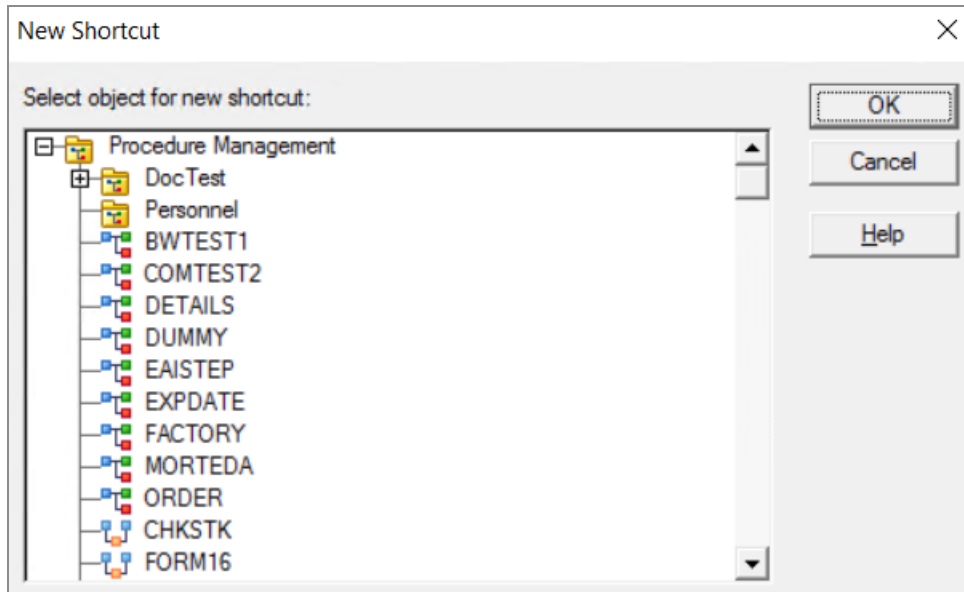 New Shortcut
Select object for new shortcut:
OK
Cancel
Help
Procedure Management
DocTest
Personnel
BWTEST1
COMTEST2
DETAILS
DUMMY
EAISTEP
EXPDATE
FACTORY
MORTEDA
ORDER
CHKSTK
FORM16